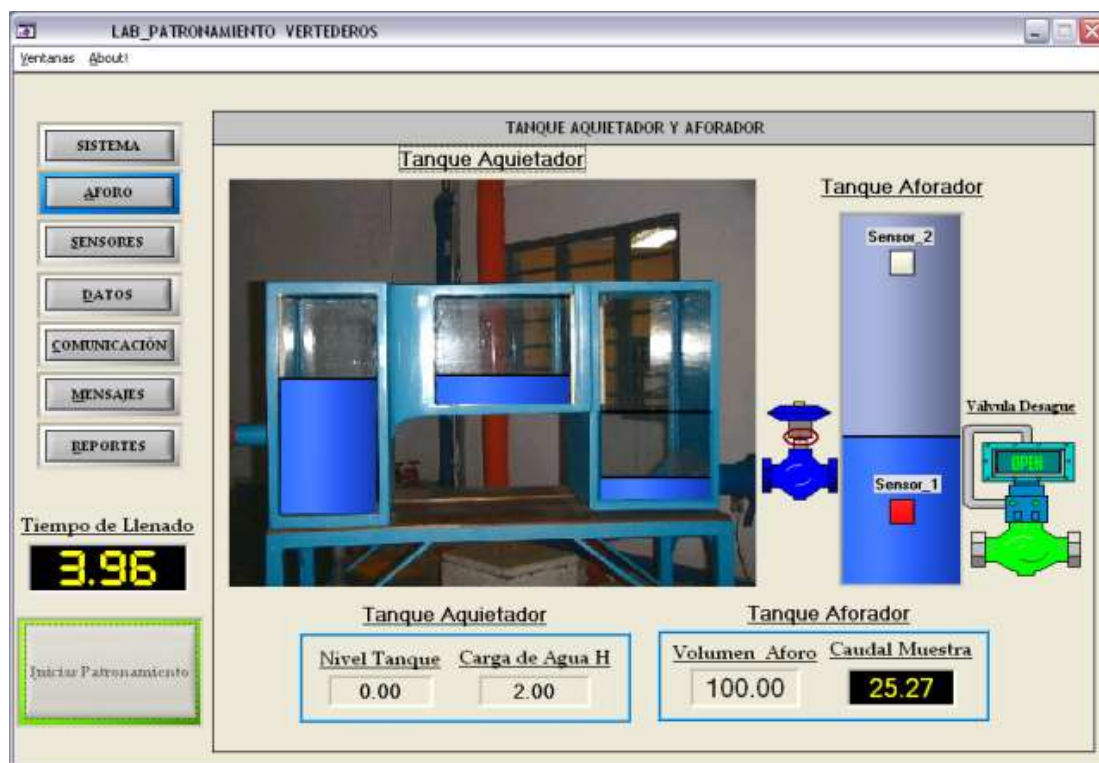 LAB_PATRONAMIENTO VERTEDEROS
Ventanas About!
TANQUE AQUIETADOR Y AFORADOR
SISTEMA
AFORO
SENSORES
DATOS
COMUNICACIÓN
MENSAJES
REPORTES
Tiempo de Llenado
3.96
Iniciar Patronamiento
Tanque Aquietador
Tanque Aforador
Sensor_2
Sensor_1
Válvula Desague
OPEN
Tanque Aquietador
Nivel Tanque Carga de Agua H
0.00 2.00
Tanque Aforador
Volumen Aforo Caudal Muestra
100.00 25.27